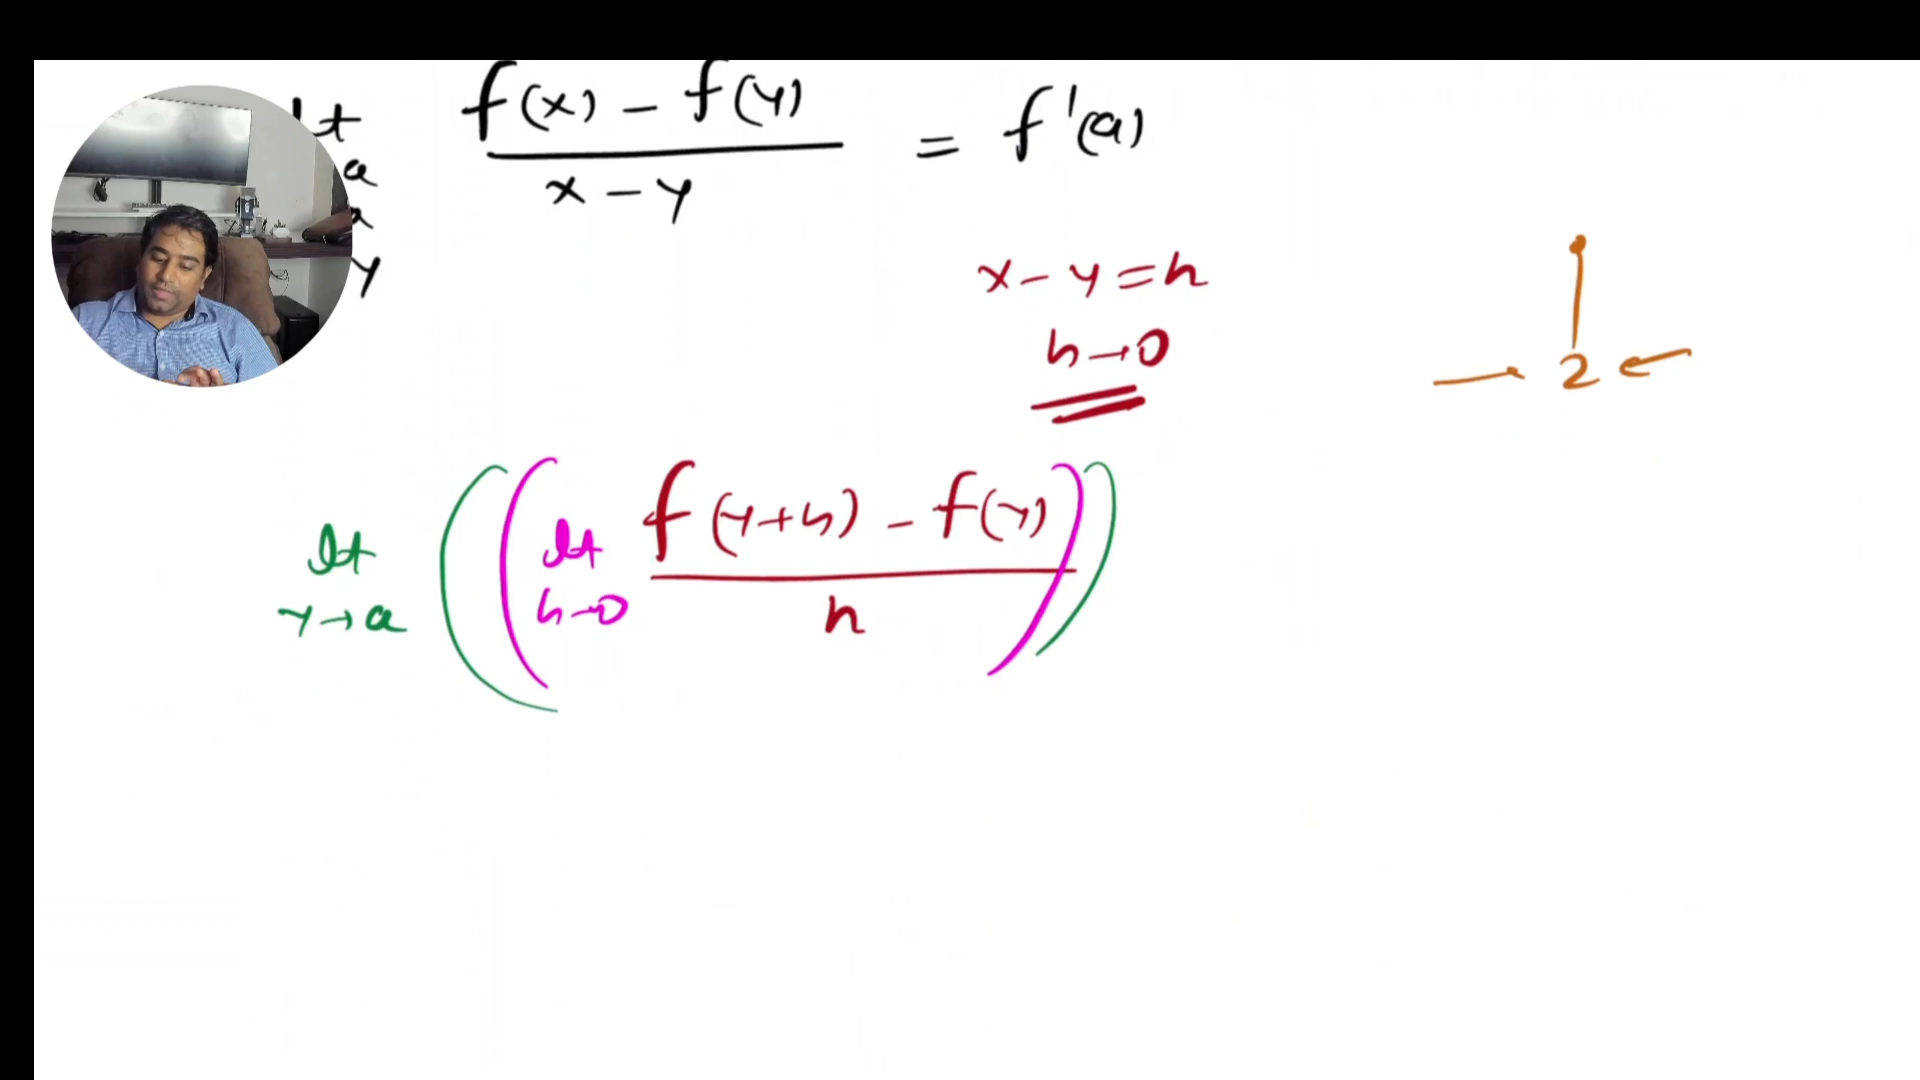 lt f(x) - f(y) = f'(a)
a
a x - y
y
x - y = h
h → 0
→ 2 ←
lt ((lt f(y+h) - f(y)))
y → a h → 0 h